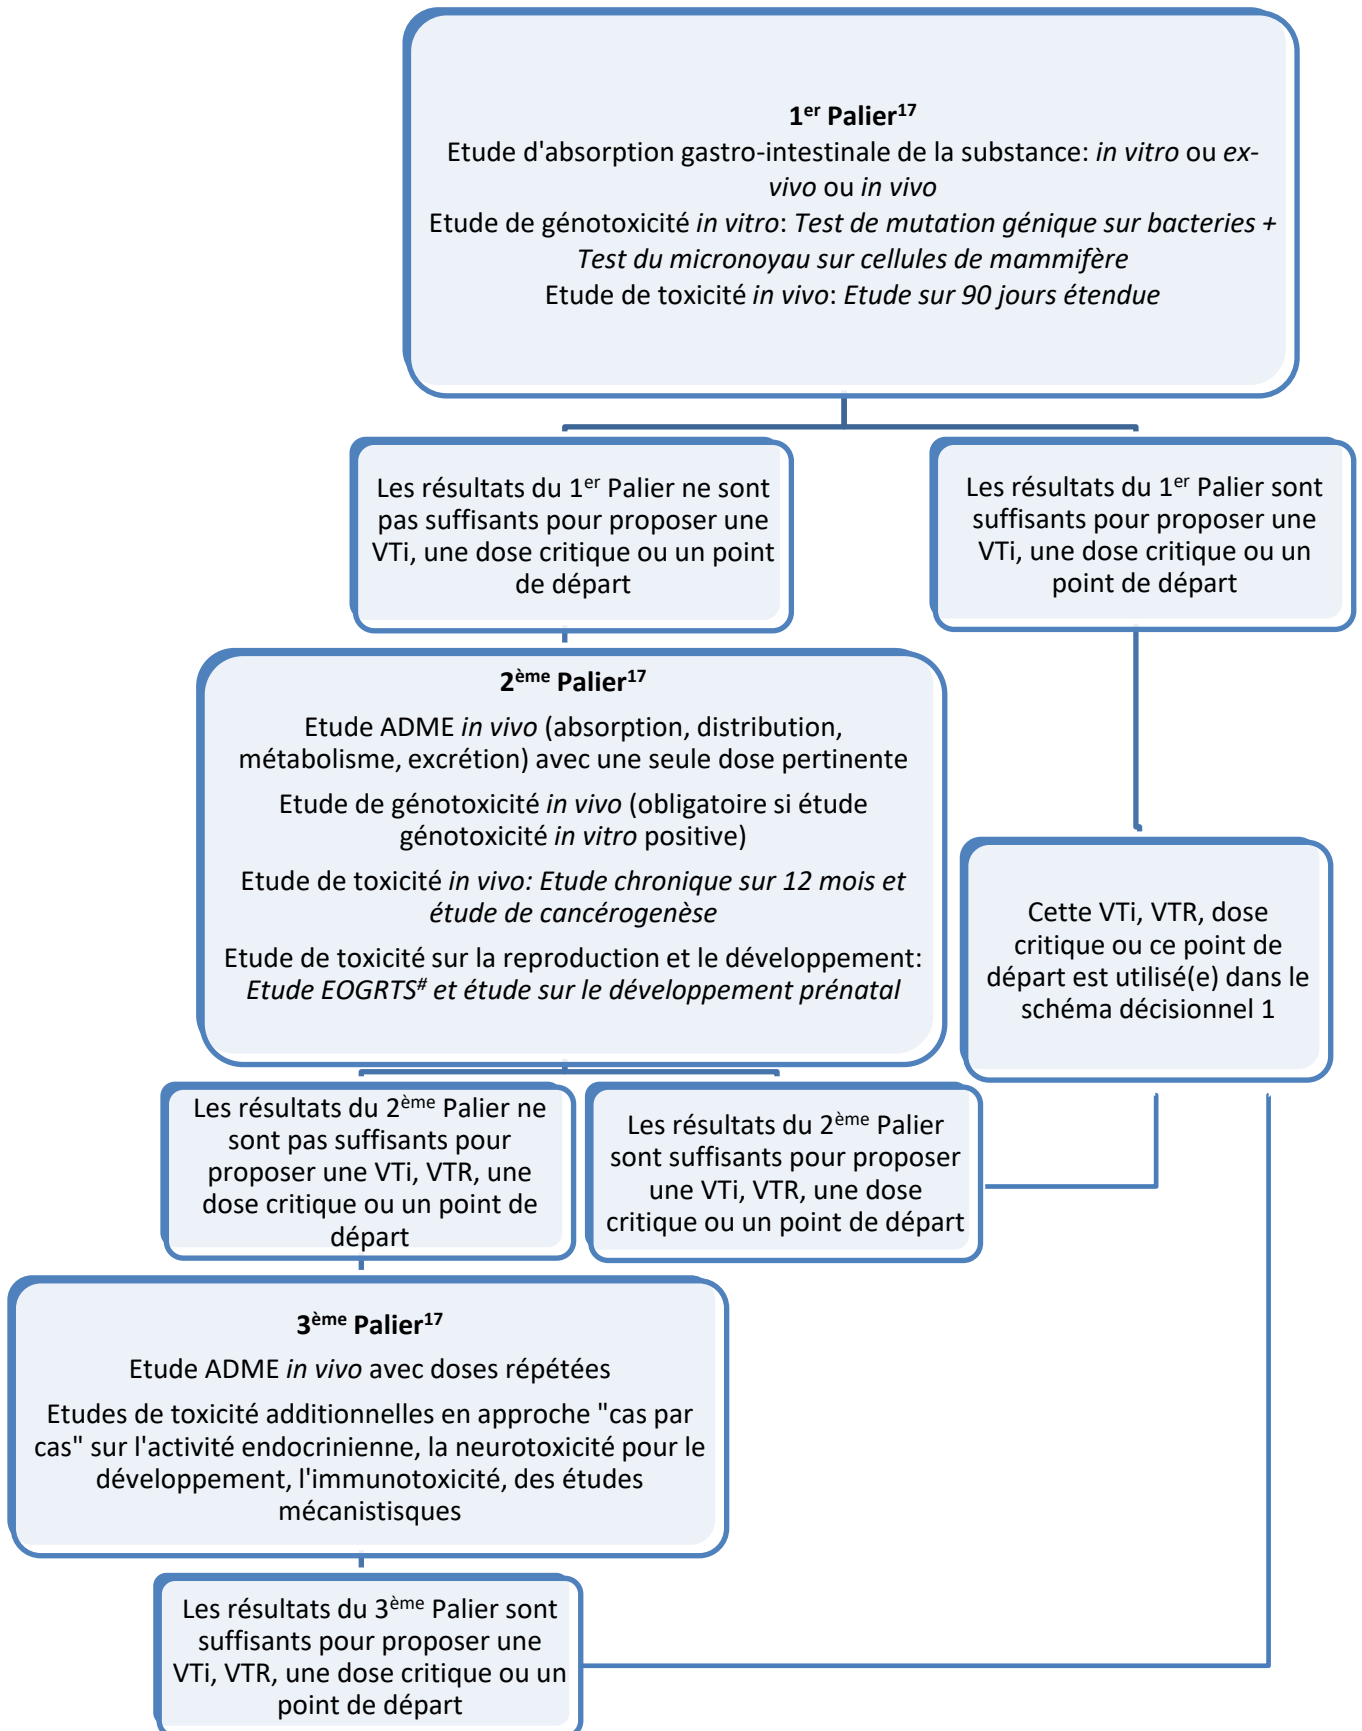 1er Palier17
Etude d'absorption gastro-intestinale de la substance: in vitro ou ex-
vivo ou in vivo
Etude de génotoxicité in vitro: Test de mutation génique sur bacteries +
Test du micronoyau sur cellules de mammifère
Etude de toxicité in vivo: Etude sur 90 jours étendue
Les résultats du 1er Palier ne sont
pas suffisants pour proposer une
VTi, une dose critique ou un point
de départ
Les résultats du 1er Palier sont
suffisants pour proposer une
VTi, une dose critique ou un
point de départ
2ème Palier17
Etude ADME in vivo (absorption, distribution,
métabolisme, excrétion) avec une seule dose pertinente
Etude de génotoxicité in vivo (obligatoire si étude
génotoxicité in vitro positive)
Etude de toxicité in vivo: Etude chronique sur 12 mois et
étude de cancérogenèse
Etude de toxicité sur la reproduction et le développement:
Etude EOGRTS# et étude sur le développement prénatal
Cette VTi, VTR, dose
critique ou ce point de
départ est utilisé(e) dans le
schéma décisionnel 1
Les résultats du 2ème Palier ne
sont pas suffisants pour
proposer une VTi, VTR, une
dose critique ou un point de
départ
Les résultats du 2ème Palier
sont suffisants pour proposer
une VTi, VTR, une dose
critique ou un point de départ
3ème Palier17
Etude ADME in vivo avec doses répétées
Etudes de toxicité additionnelles en approche "cas par
cas" sur l'activité endocrinienne, la neurotoxicité pour le
développement, l'immunotoxicité, des études
mécanistisques
Les résultats du 3ème Palier sont
suffisants pour proposer une
VTi, VTR, une dose critique ou un
point de départ